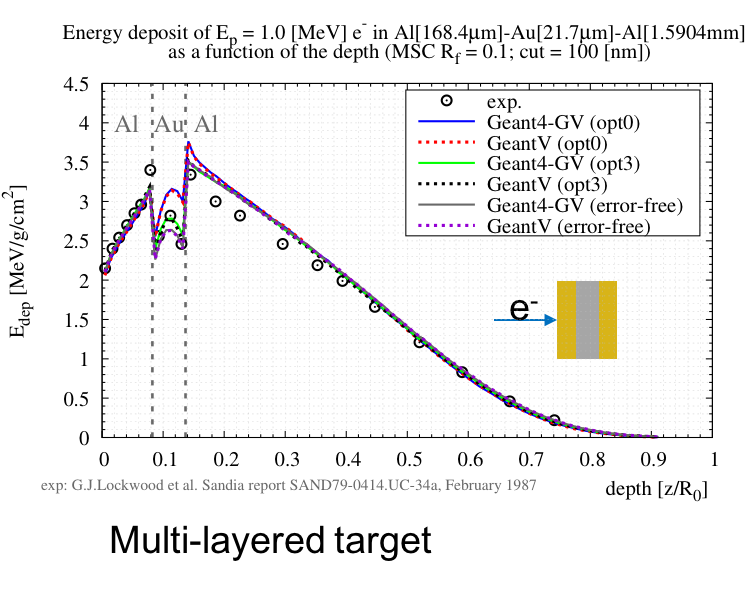 Energy deposit of Ep = 1.0 [MeV] e- in Al[168.4μm]-Au[21.7μm]-Al[1.5904mm]
as a function of the depth (MSC Rf = 0.1; cut = 100 [nm])
4.5
4
3.5
3
2.5
2
1.5
1
0.5
0
Edep [MeV/g/cm2]
Al
Au
Al
exp.
Geant4-GV (opt0)
GeantV (opt0)
Geant4-GV (opt3)
GeantV (opt3)
Geant4-GV (error-free)
GeantV (error-free)
e-
0 0.1 0.2 0.3 0.4 0.5 0.6 0.7 0.8 0.9 1
exp: G.J.Lockwood et al. Sandia report SAND79-0414.UC-34a, February 1987
depth [z/R0]
Multi-layered target